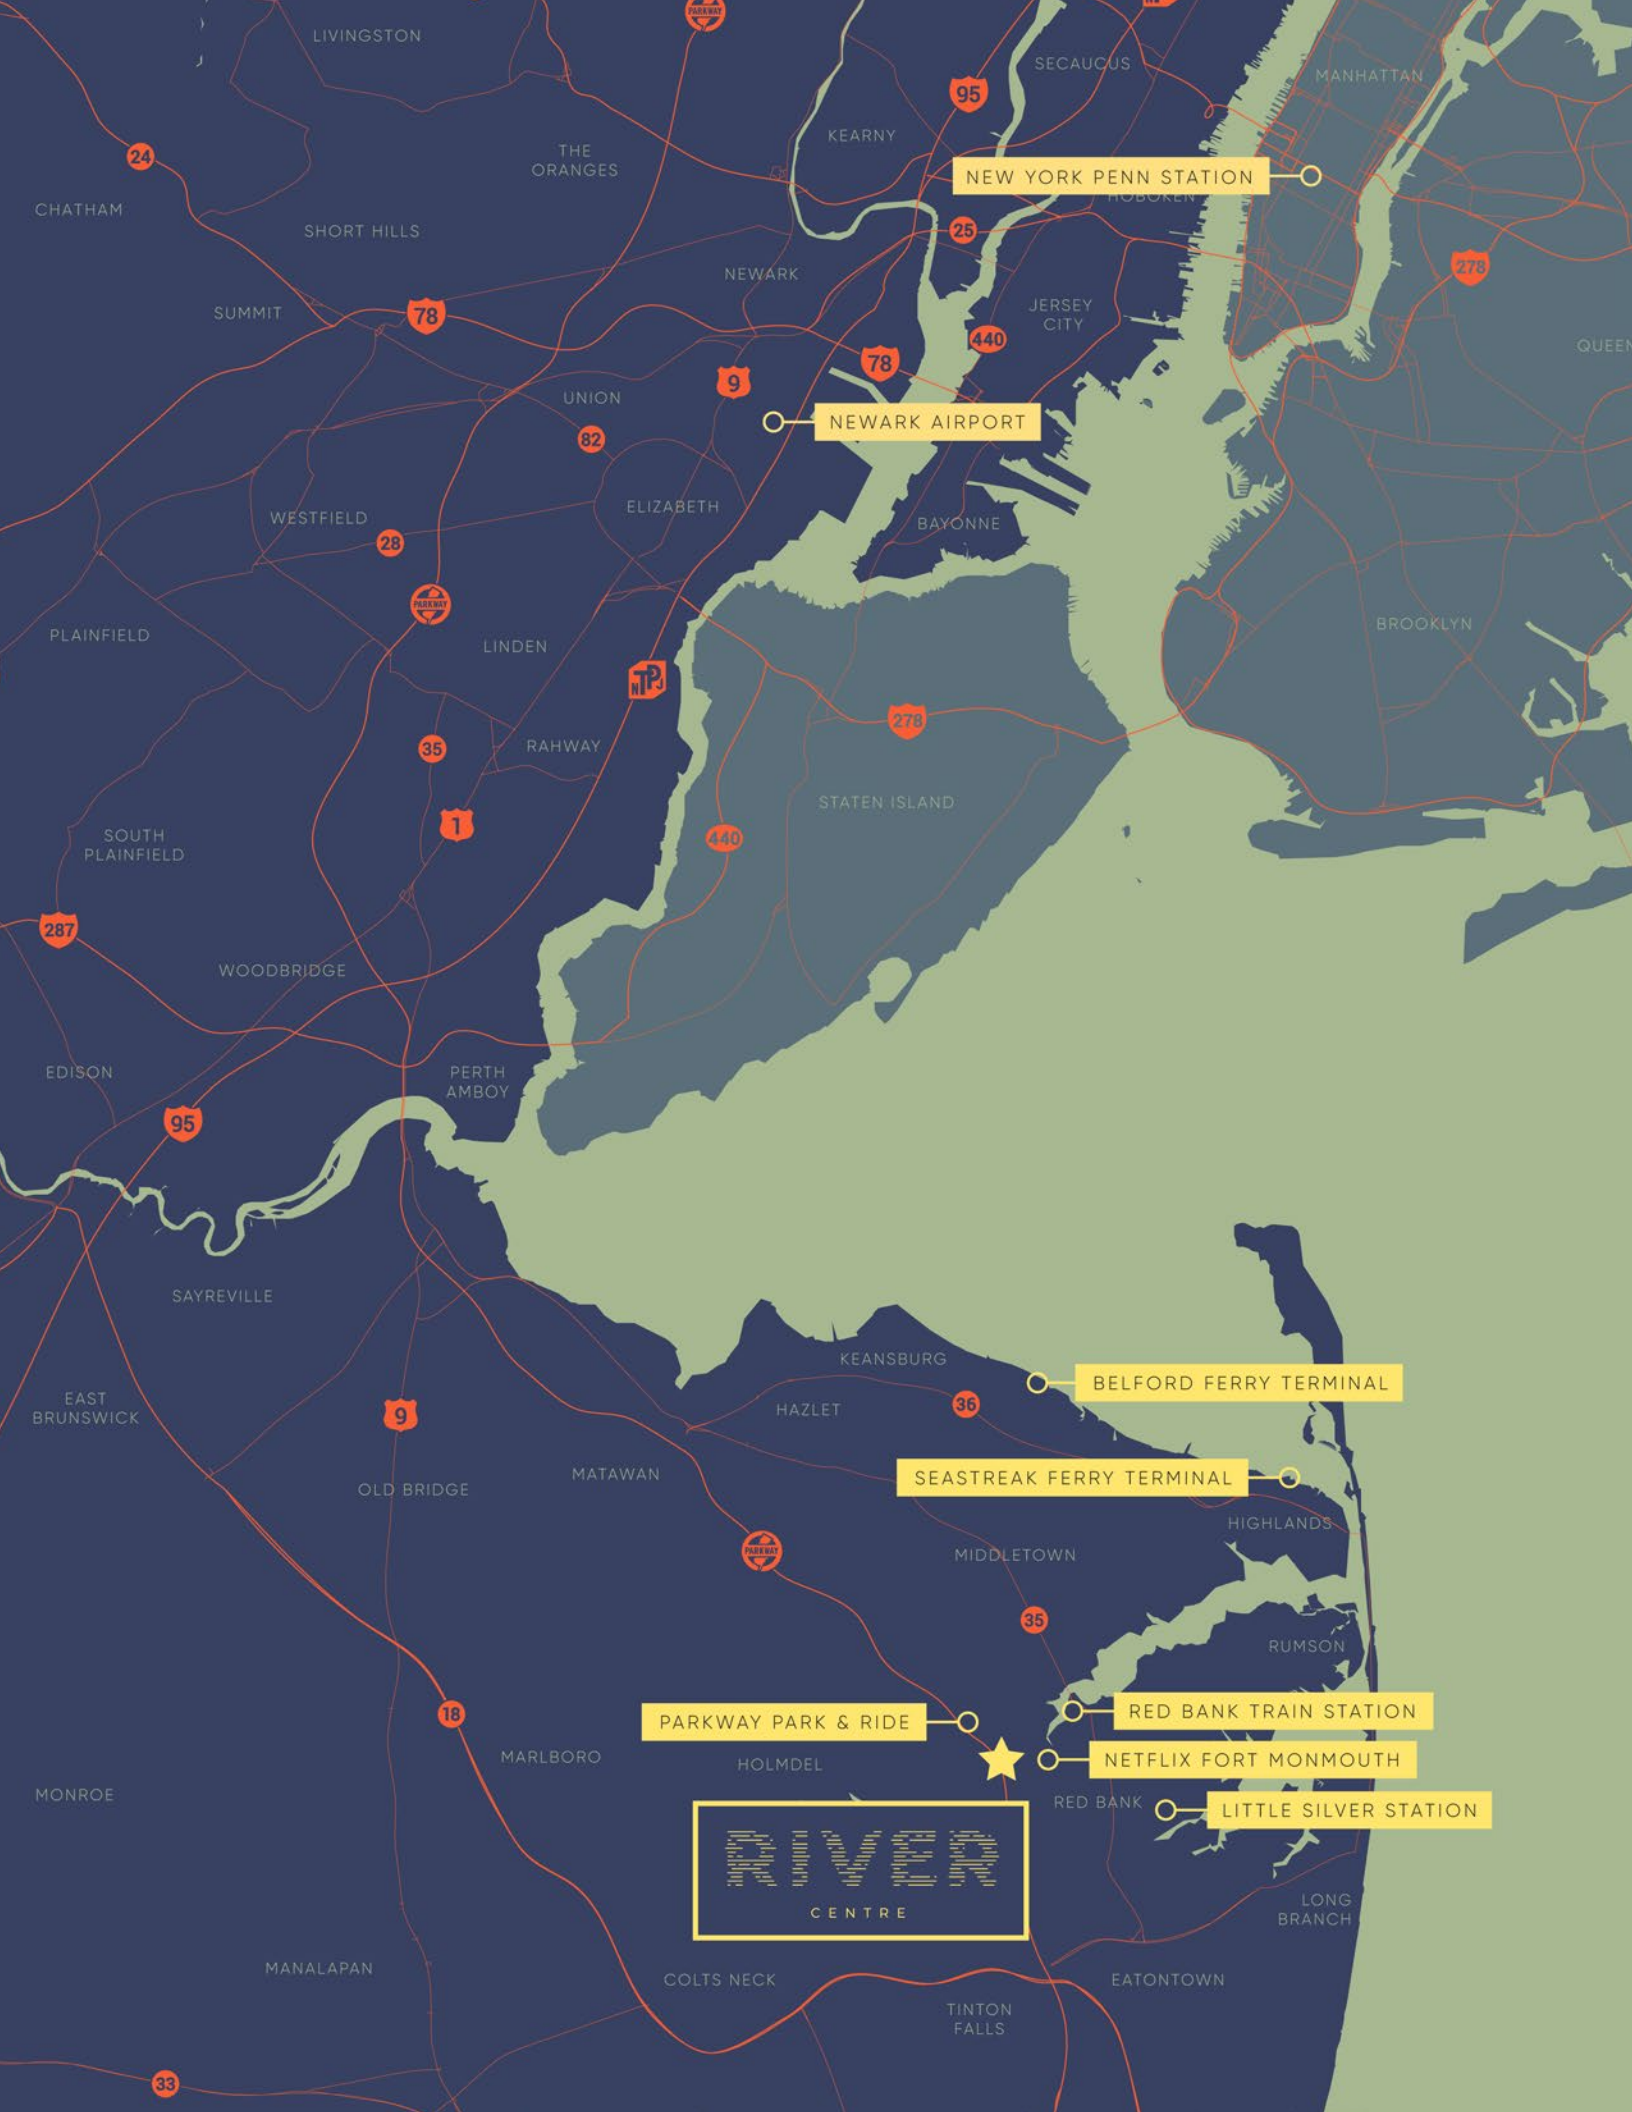 LIVINGSTON
PARKWAY
SECAUCUS
MANHATTAN
95
KEARNY
24
THE
ORANGES
NEW YORK PENN STATION
HOBOKEN
CHATHAM
SHORT HILLS
25
278
NEWARK
SUMMIT
78
JERSEY
CITY
440
QUEEN
78
9
UNION
NEWARK AIRPORT
82
ELIZABETH
WESTFIELD
BAYONNE
28
PARKWAY
BROOKLYN
PLAINFIELD
LINDEN
NTPJ
278
35
RAHWAY
STATEN ISLAND
1
440
SOUTH
PLAINFIELD
287
WOODBRIDGE
EDISON
PERTH
AMBOY
95
SAYREVILLE
KEANSBURG
BELFORD FERRY TERMINAL
EAST
BRUNSWICK
9
HAZLET
36
MATAWAN
SEASTREAK FERRY TERMINAL
OLD BRIDGE
HIGHLANDS
PARKWAY
MIDDLETOWN
35
RUMSON
18
PARKWAY PARK & RIDE
RED BANK TRAIN STATION
MARLBORO
HOLMDEL
NETFLIX FORT MONMOUTH
MONROE
RED BANK
LITTLE SILVER STATION
RIVER
CENTRE
LONG
BRANCH
MANALAPAN
COLTS NECK
EATONTOWN
TINTON
FALLS
33